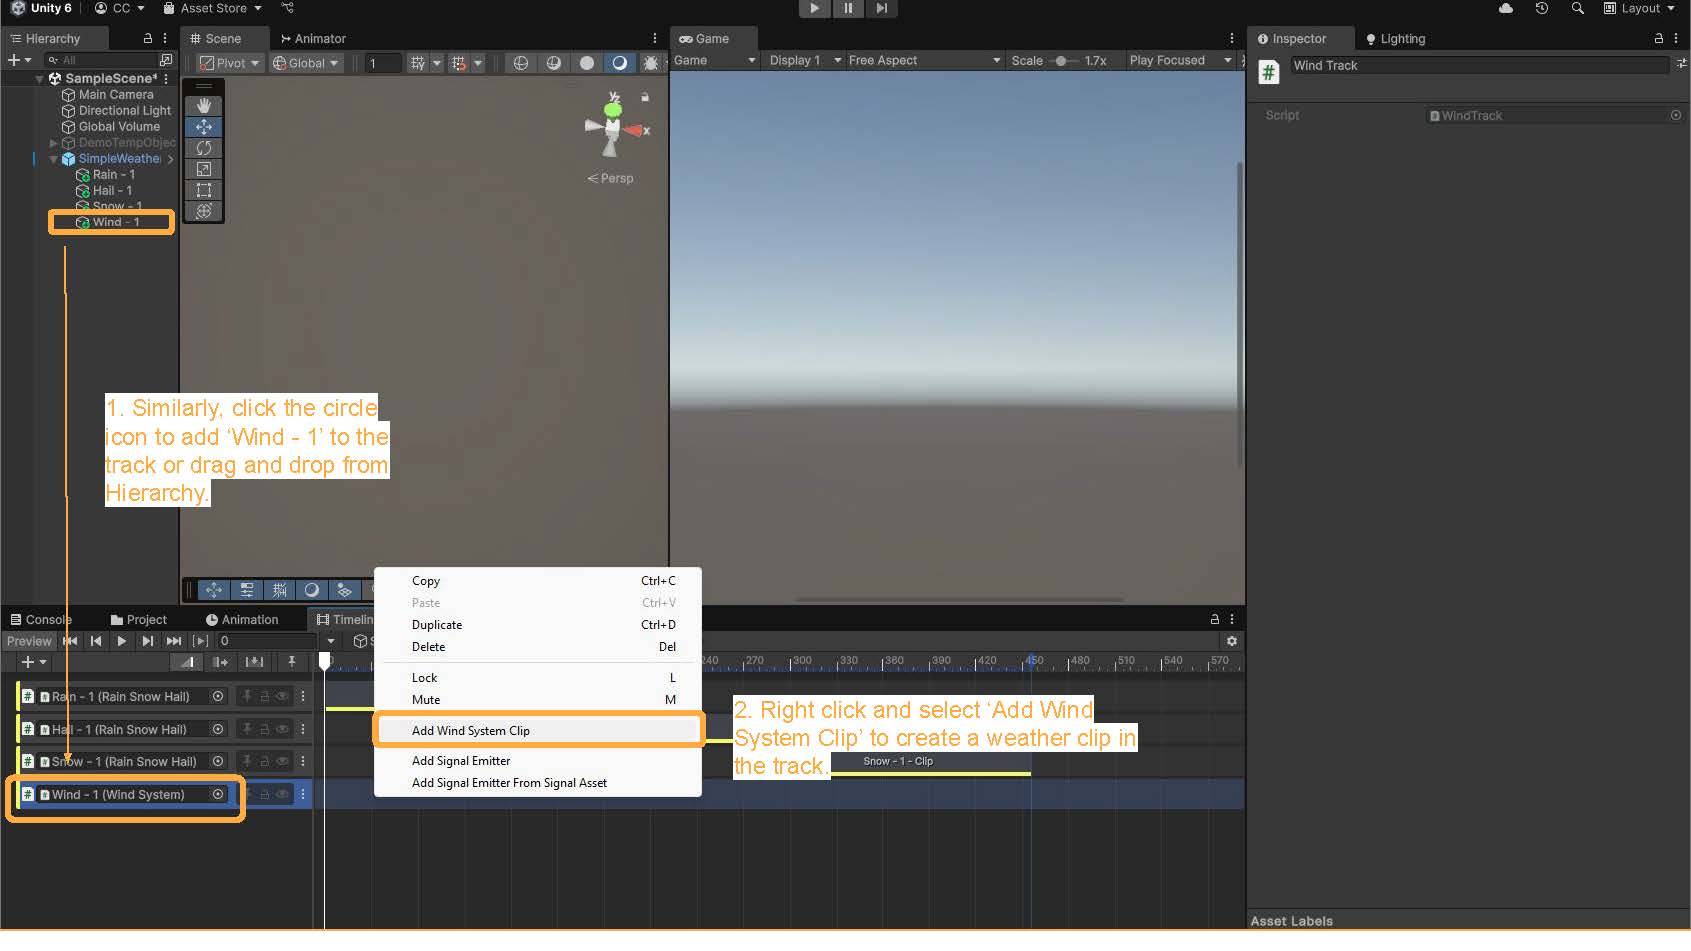 Unity 6
CC
Asset Store
Layout
Hierarchy
Scene
Animator
Game
Inspector
Lighting
All
Pivot
Global
1
Game
Display 1
Free Aspect
Scale
1.7x
Play Focused
Wind Track
SampleScene*
Main Camera
Directional Light
Global Volume
DemoTempObjec
SimpleWeather
Rain - 1
Hail - 1
Snow - 1
Wind - 1
Script
WindTrack
y
z
x
Persp
1. Similarly, click the circle
icon to add ‘Wind - 1’ to the
track or drag and drop from
Hierarchy.
Copy Ctrl+C
Paste Ctrl+V
Duplicate Ctrl+D
Delete Del
Lock L
Mute M
Add Wind System Clip
Add Signal Emitter
Add Signal Emitter From Signal Asset
Console
Project
Animation
Timelin
Preview
0
240 270 300 330 360 390 420 450 480 510 540 570
Rain - 1 (Rain Snow Hail)
Hail - 1 (Rain Snow Hail)
Snow - 1 (Rain Snow Hail)
Wind - 1 (Wind System)
2. Right click and select ‘Add Wind
System Clip’ to create a weather clip in
the track.
Snow - 1 - Clip
Asset Labels